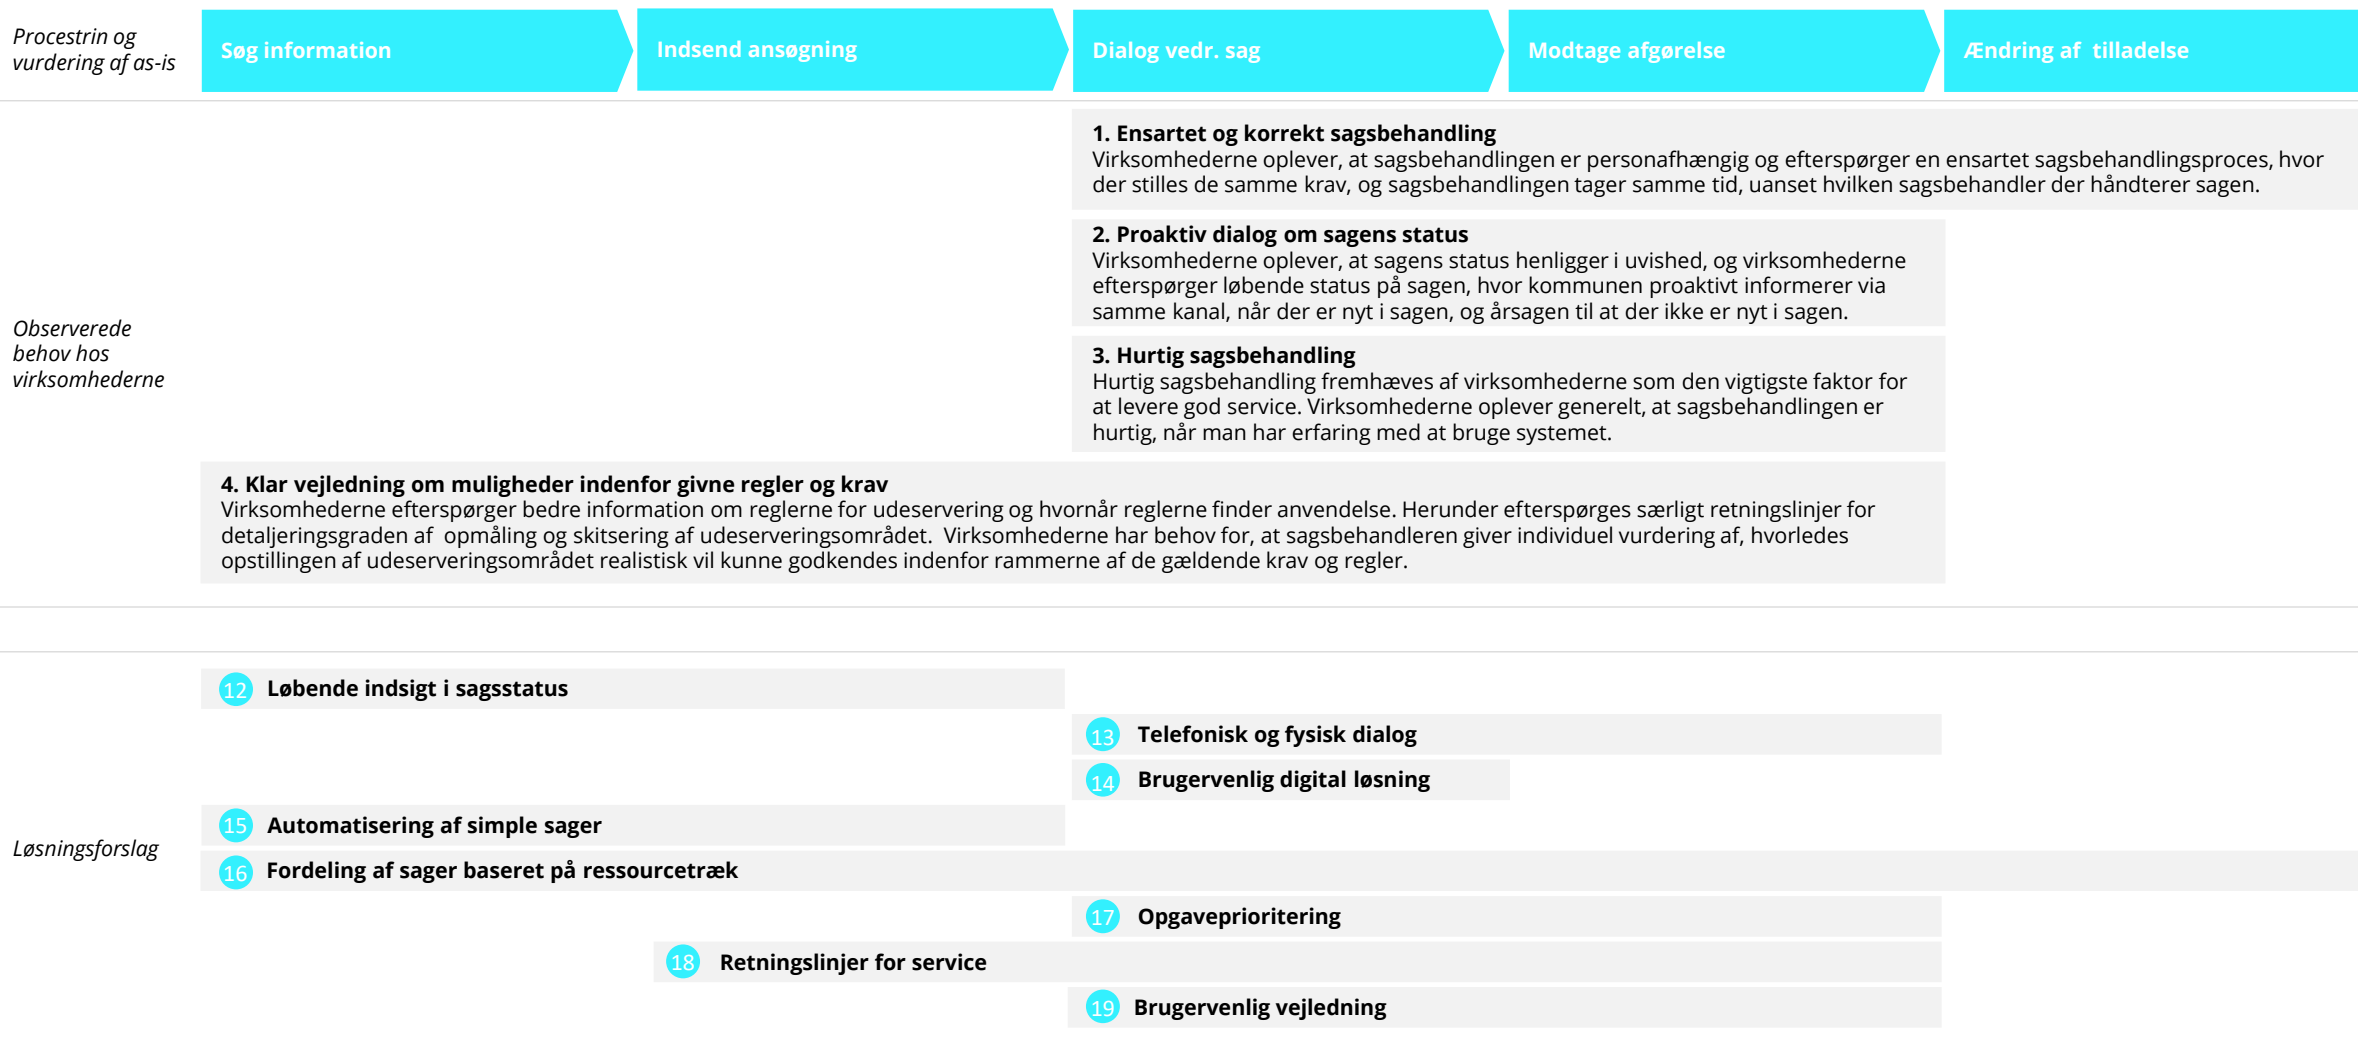 Procestrin og
vurdering af as-is
Søg information
Indsend ansøgning
Dialog vedr. sag
Modtage afgørelse
Ændring af  tilladelse
Observerede
behov hos
virksomhederne
1. Ensartet og korrekt sagsbehandling
Virksomhederne oplever, at sagsbehandlingen er personafhængig og efterspørger en ensartet sagsbehandlingsproces, hvor
der stilles de samme krav, og sagsbehandlingen tager samme tid, uanset hvilken sagsbehandler der håndterer sagen.
2. Proaktiv dialog om sagens status
Virksomhederne oplever, at sagens status henligger i uvished, og virksomhederne
efterspørger løbende status på sagen, hvor kommunen proaktivt informerer via
samme kanal, når der er nyt i sagen, og årsagen til at der ikke er nyt i sagen.
3. Hurtig sagsbehandling
Hurtig sagsbehandling fremhæves af virksomhederne som den vigtigste faktor for
at levere god service. Virksomhederne oplever generelt, at sagsbehandlingen er
hurtig, når man har erfaring med at bruge systemet.
4. Klar vejledning om muligheder indenfor givne regler og krav
Virksomhederne efterspørger bedre information om reglerne for udeservering og hvornår reglerne finder anvendelse. Herunder efterspørges særligt retningslinjer for
detaljeringsgraden af  opmåling og skitsering af udeserveringsområdet.  Virksomhederne har behov for, at sagsbehandleren giver individuel vurdering af, hvorledes
opstillingen af udeserveringsområdet realistisk vil kunne godkendes indenfor rammerne af de gældende krav og regler.
Løsningsforslag
12 Løbende indsigt i sagsstatus
13 Telefonisk og fysisk dialog
14 Brugervenlig digital løsning
15 Automatisering af simple sager
16 Fordeling af sager baseret på ressourcetræk
17 Opgaveprioritering
18 Retningslinjer for service
19 Brugervenlig vejledning